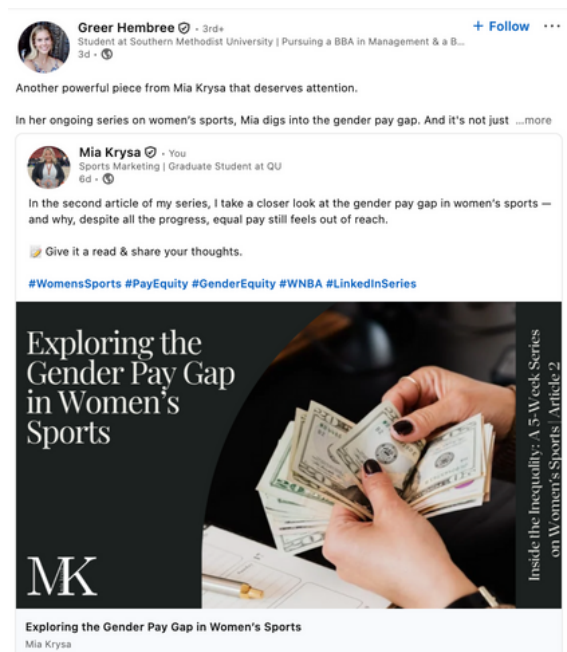 Greer Hembree • 3rd+
+ Follow ...
Student at Southern Methodist University | Pursuing a BBA in Management & a B...
3d •
Another powerful piece from Mia Krysa that deserves attention.
In her ongoing series on women's sports, Mia digs into the gender pay gap. And it's not just ...more
Mia Krysa • You
Sports Marketing | Graduate Student at QU
6d •
In the second article of my series, I take a closer look at the gender pay gap in women's sports —
and why, despite all the progress, equal pay still feels out of reach.
📝 Give it a read & share your thoughts.
#WomensSports #PayEquity #GenderEquity #WNBA #LinkedInSeries
Exploring the
Gender Pay Gap
in Women's
Sports
MK
Inside the Inequality: A 5-Week Series
on Women's Sports | Article 2
Exploring the Gender Pay Gap in Women's Sports
Mia Krysa